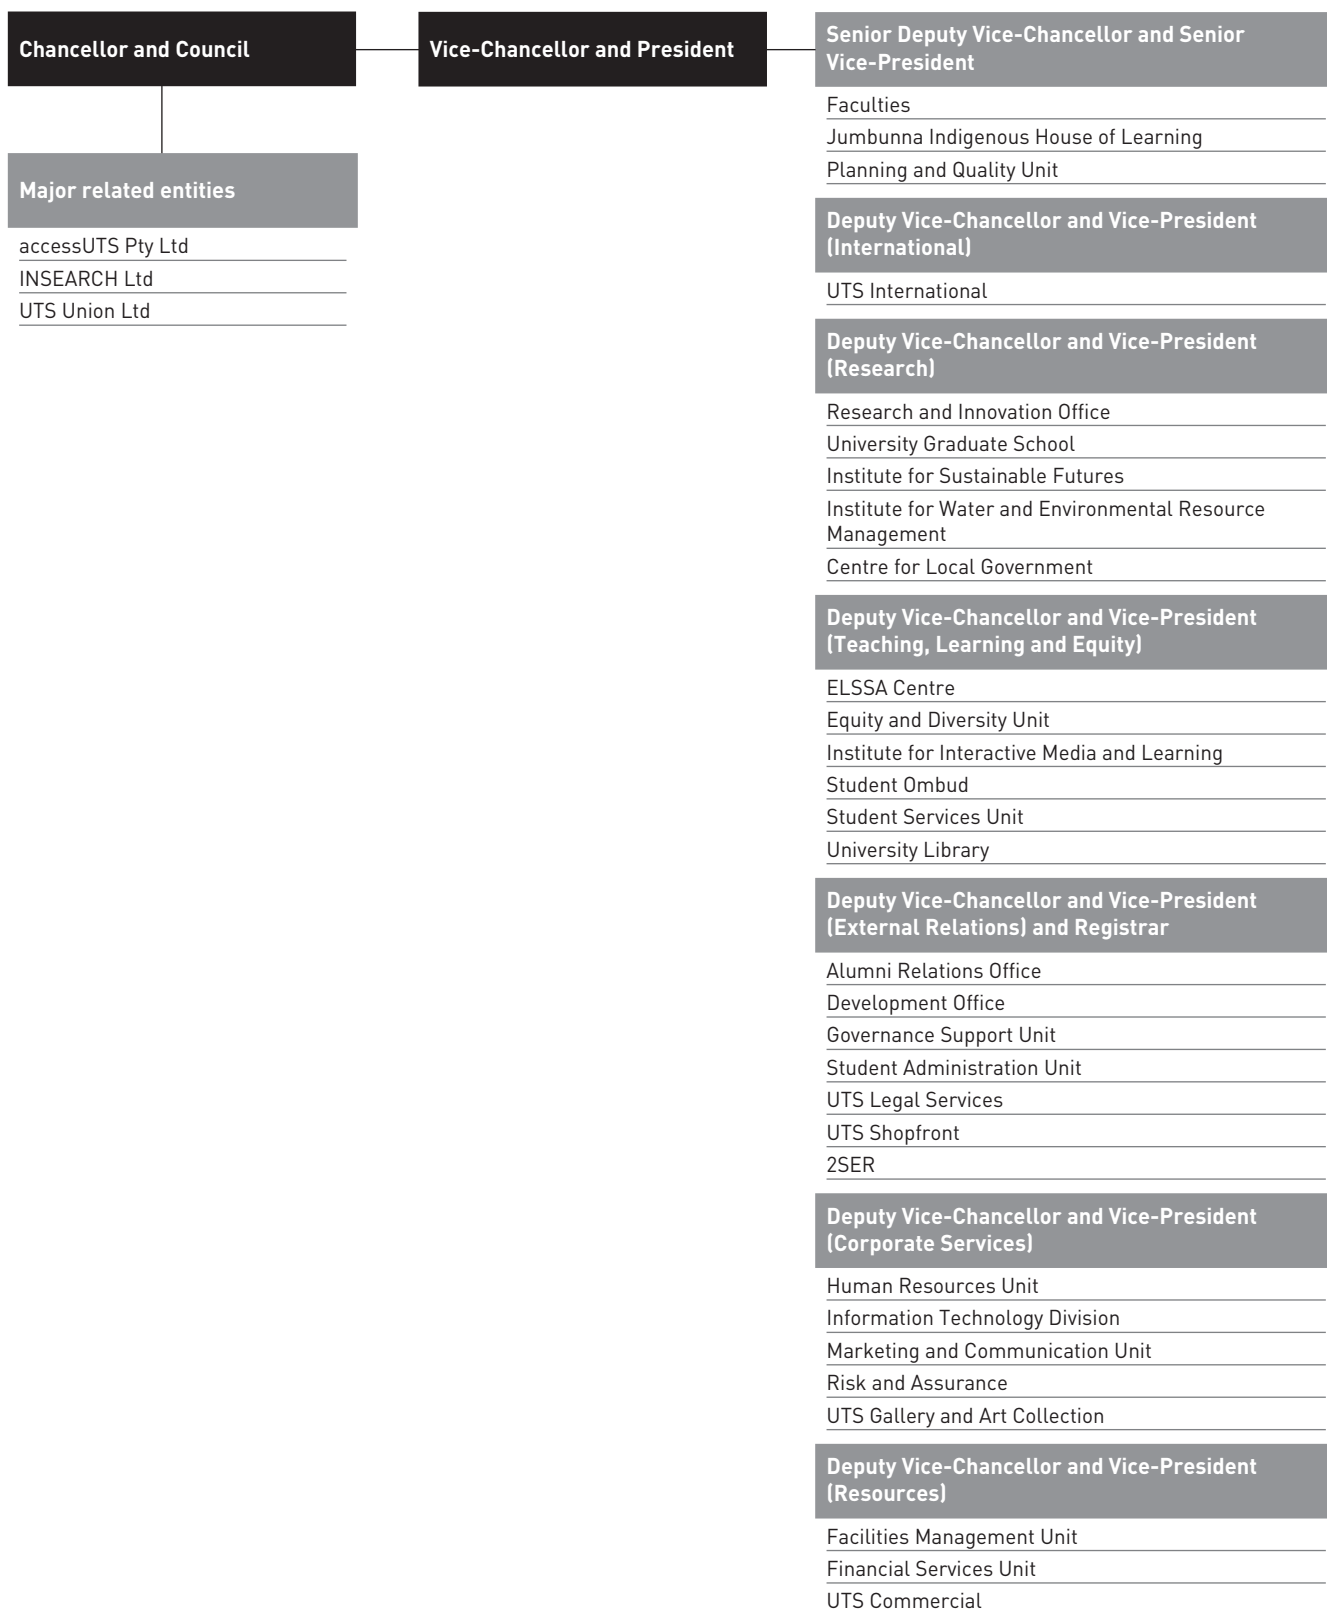 Chancellor and Council
Vice-Chancellor and President
Major related entities
accessUTS Pty Ltd
INSEARCH Ltd
UTS Union Ltd
Senior Deputy Vice-Chancellor and Senior
Vice-President
Faculties
Jumbunna Indigenous House of Learning
Planning and Quality Unit
Deputy Vice-Chancellor and Vice-President
(International)
UTS International
Deputy Vice-Chancellor and Vice-President
(Research)
Research and Innovation Office
University Graduate School
Institute for Sustainable Futures
Institute for Water and Environmental Resource
Management
Centre for Local Government
Deputy Vice-Chancellor and Vice-President
(Teaching, Learning and Equity)
ELSSA Centre
Equity and Diversity Unit
Institute for Interactive Media and Learning
Student Ombud
Student Services Unit
University Library
Deputy Vice-Chancellor and Vice-President
(External Relations) and Registrar
Alumni Relations Office
Development Office
Governance Support Unit
Student Administration Unit
UTS Legal Services
UTS Shopfront
2SER
Deputy Vice-Chancellor and Vice-President
(Corporate Services)
Human Resources Unit
Information Technology Division
Marketing and Communication Unit
Risk and Assurance
UTS Gallery and Art Collection
Deputy Vice-Chancellor and Vice-President
(Resources)
Facilities Management Unit
Financial Services Unit
UTS Commercial